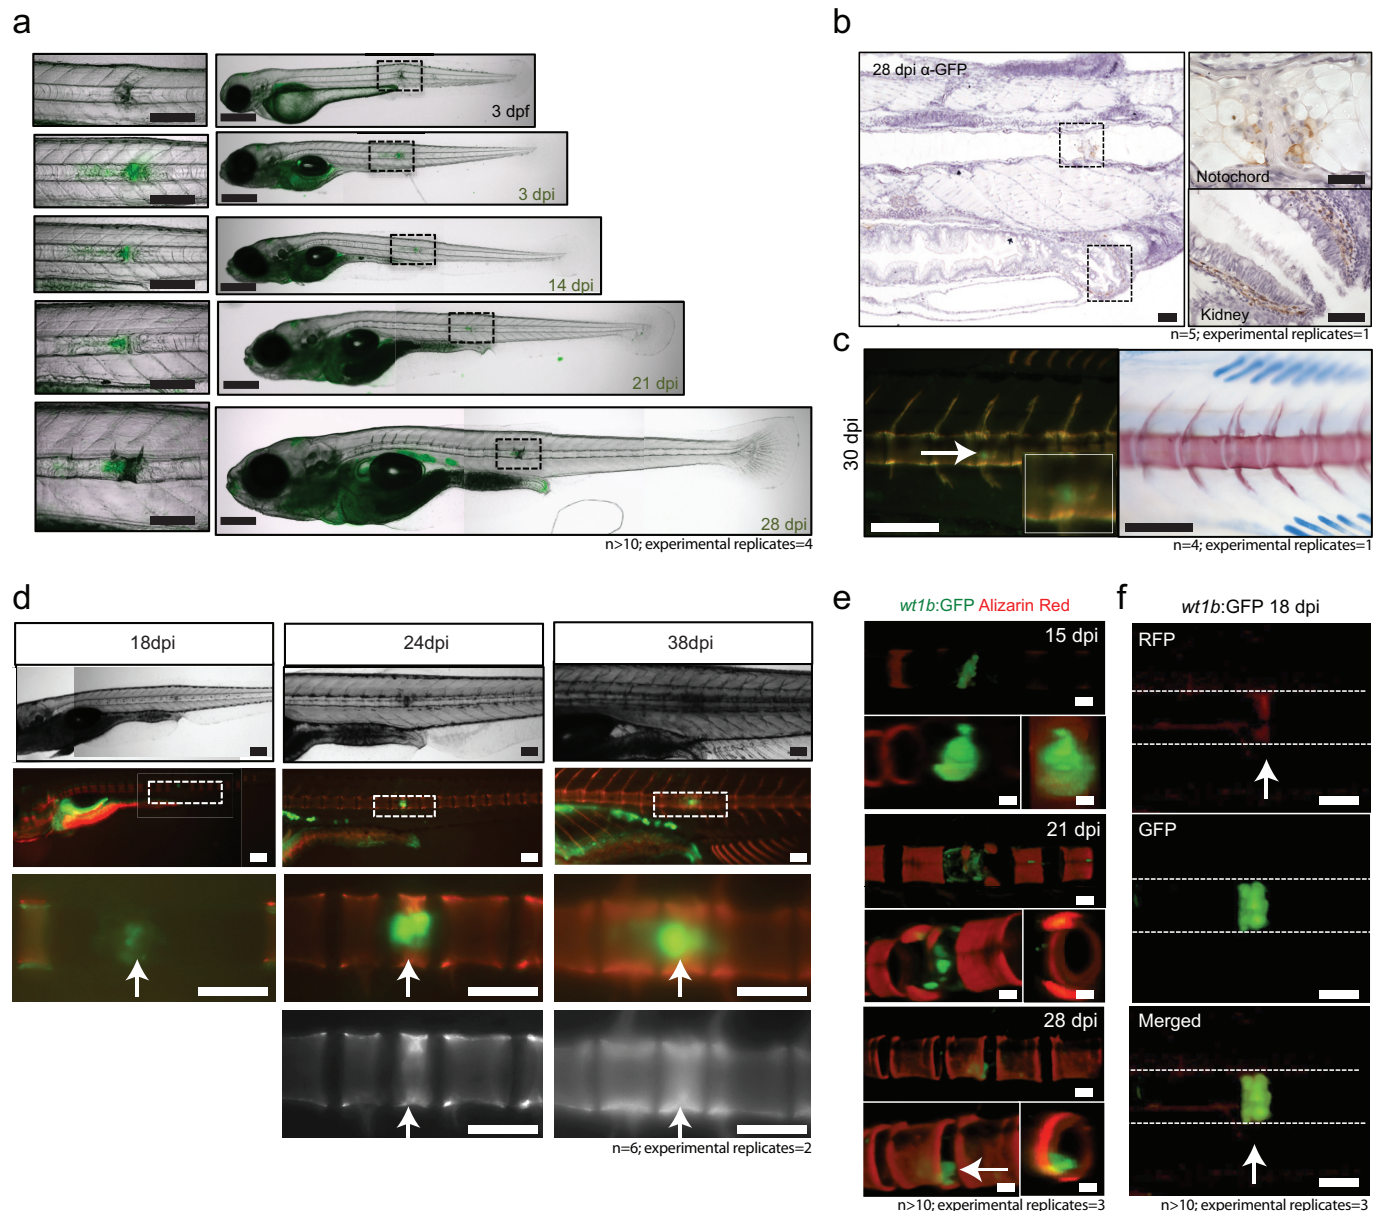 a
3 dpf
3 dpi
14 dpi
21 dpi
28 dpi
n>10; experimental replicates=4
b
28 dpi α-GFP
Notochord
Kidney
n=5; experimental replicates=1
c
30 dpi
n=4; experimental replicates=1
d
18dpi
24dpi
38dpi
n=6; experimental replicates=2
e
wt1b:GFP Alizarin Red
15 dpi
21 dpi
28 dpi
n>10; experimental replicates=3
f
wt1b:GFP 18 dpi
RFP
GFP
Merged
n>10; experimental replicates=3